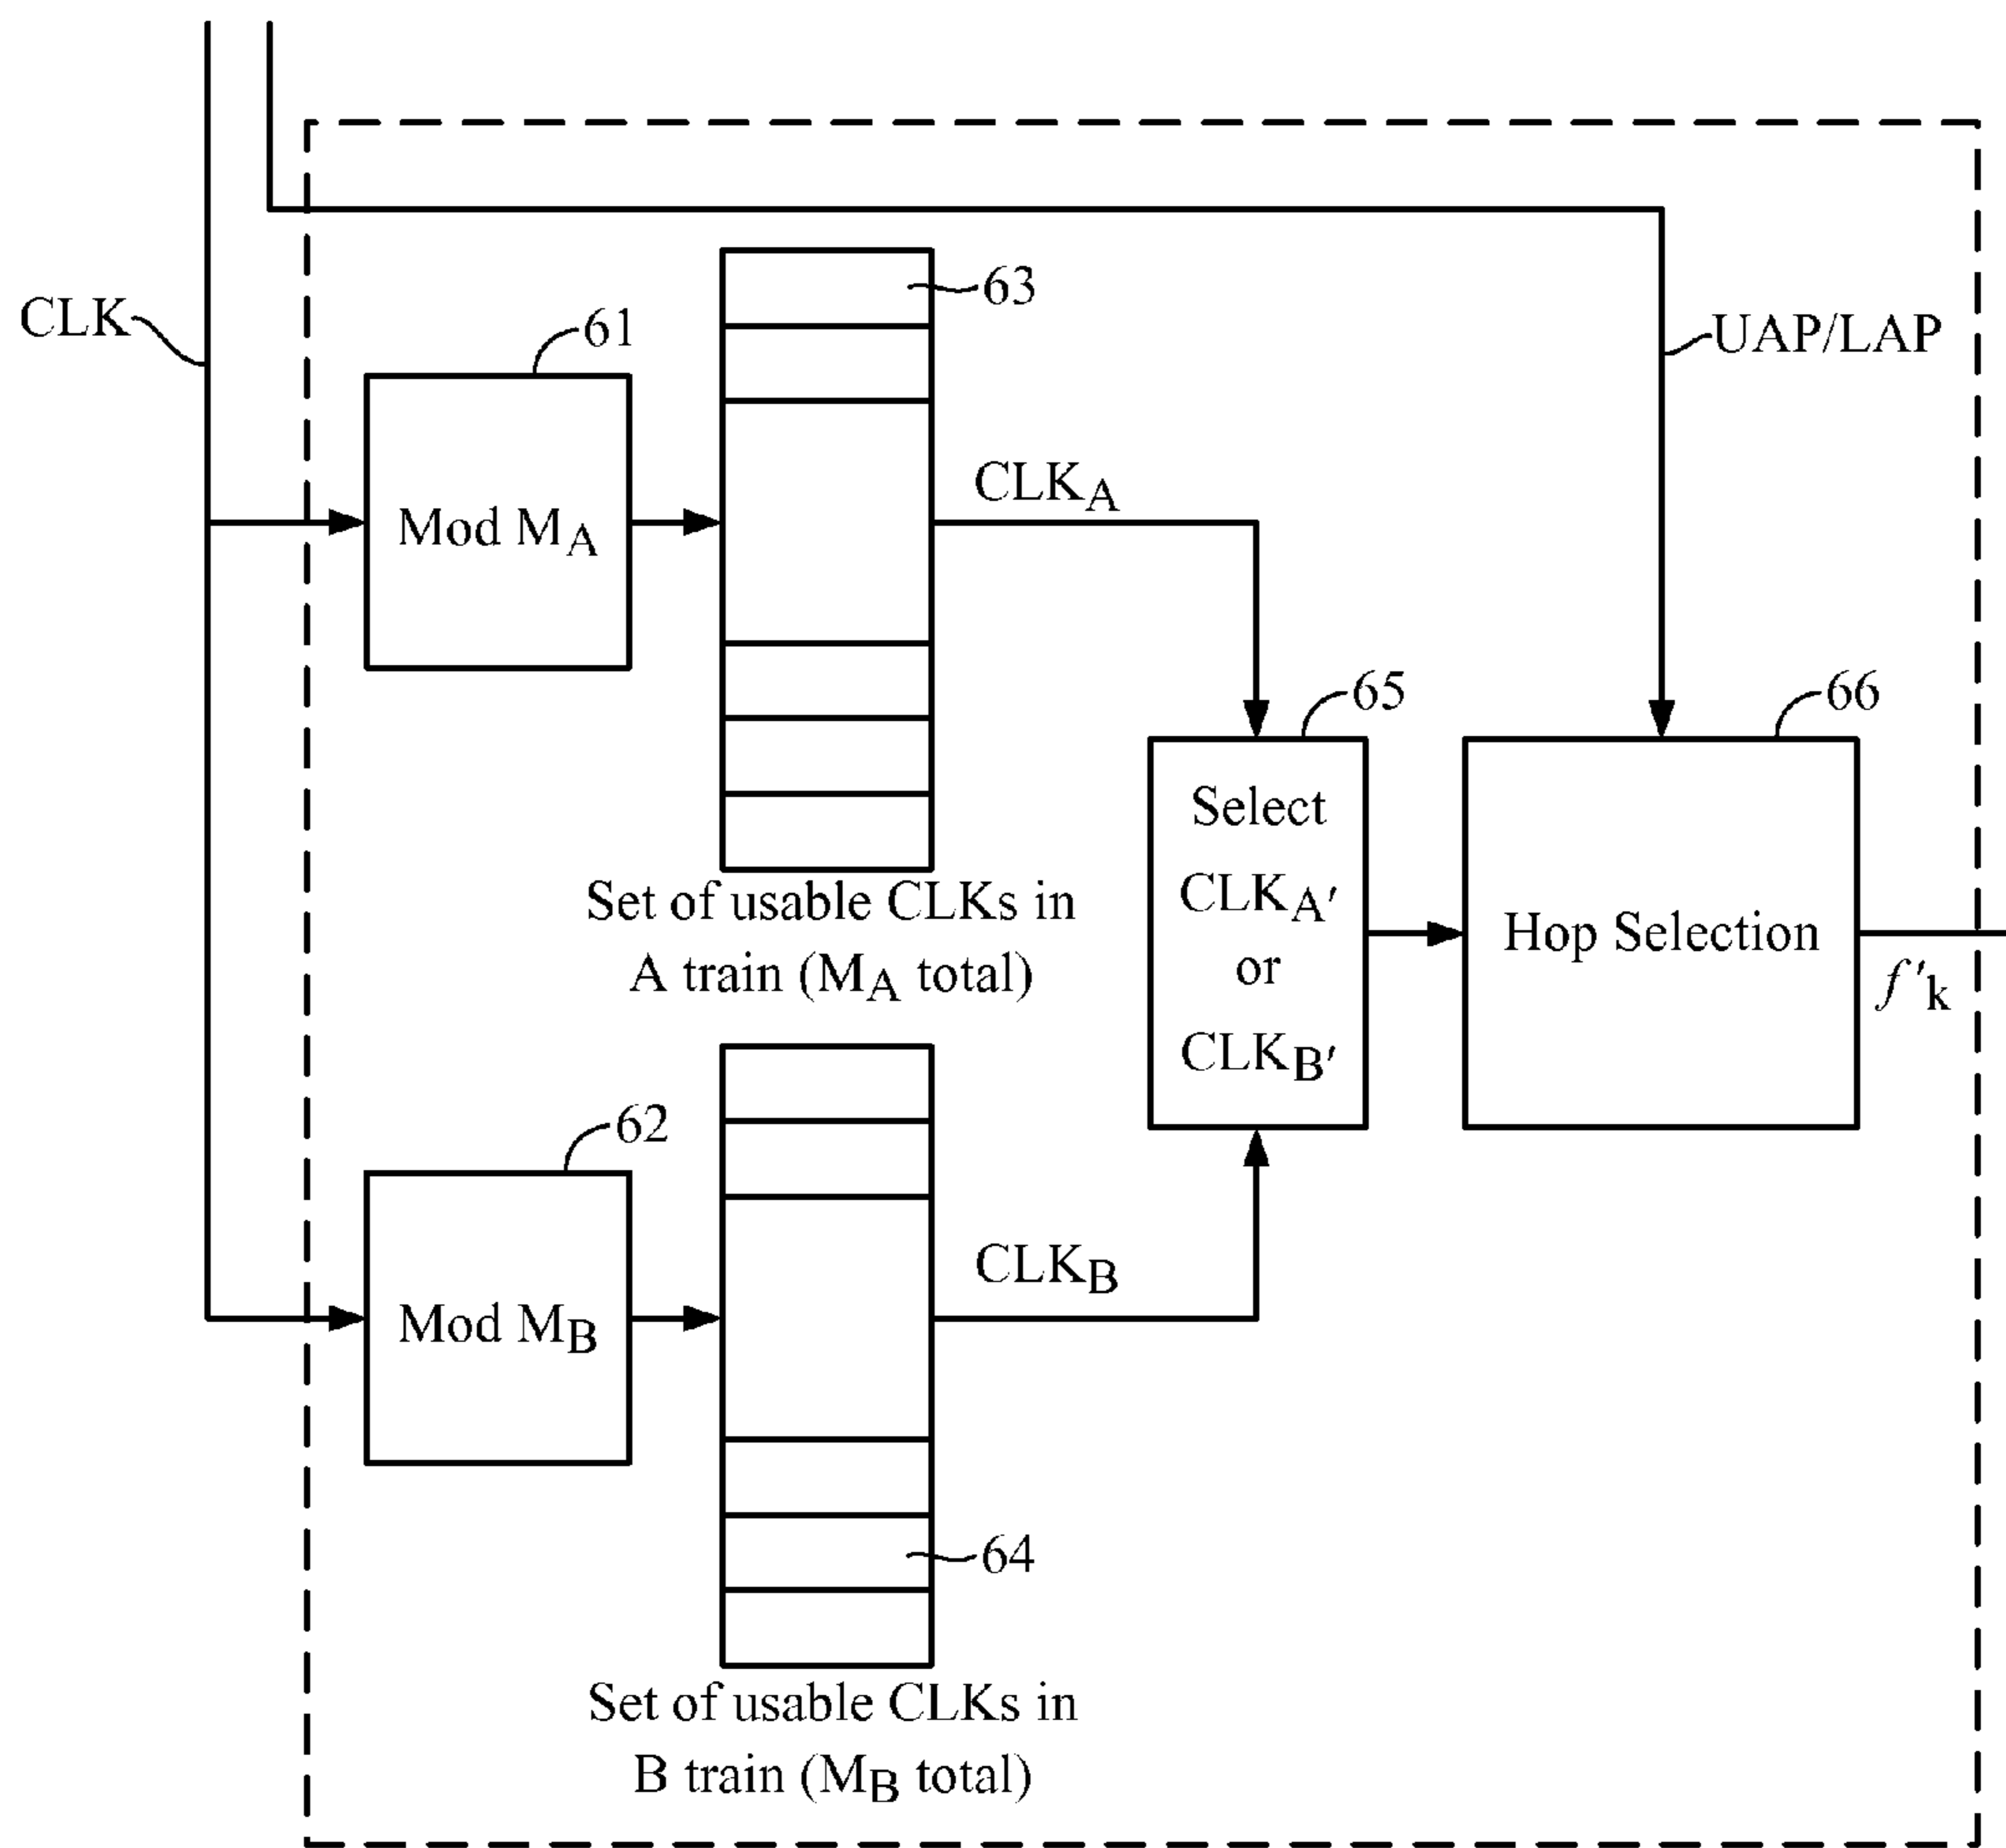 63
CLK
61
UAP/LAP
CLKA
Mod MA
65
66
Select
CLKA'
or
CLKB'
Hop Selection
f'k
Set of usable CLKs in
A train (MA total)
62
CLKB
Mod MB
64
Set of usable CLKs in
B train (MB total)